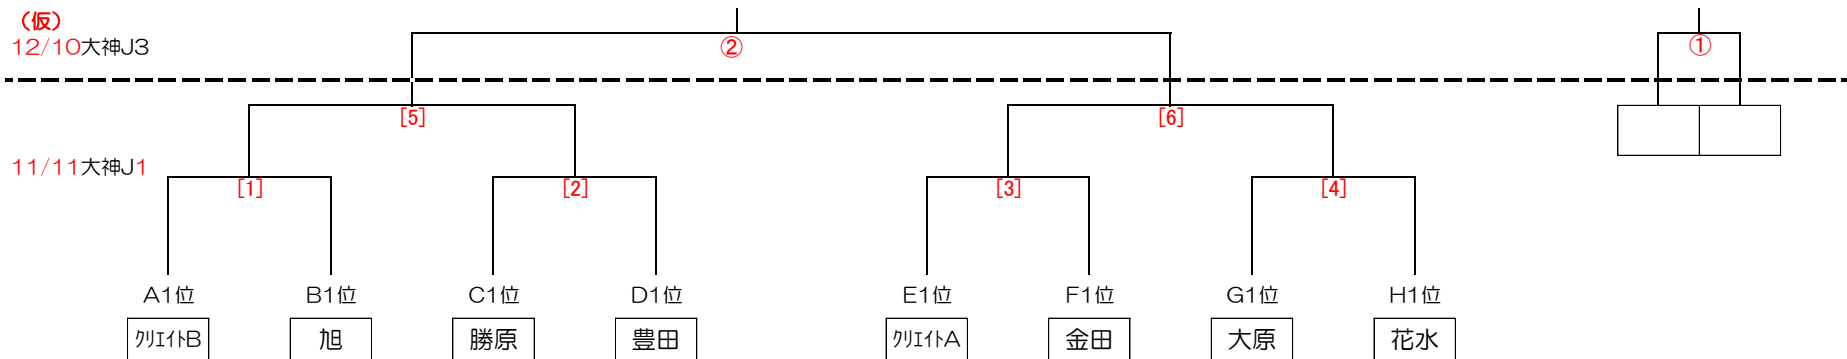 (仮)
12/10大神J3
②
①
[5]
[6]
11/11大神J1
[1]
[2]
[3]
[4]
A1位
B1位
C1位
D1位
E1位
F1位
G1位
H1位
ｸﾘｴｲﾄB
旭
勝原
豊田
ｸﾘｴｲﾄA
金田
大原
花水